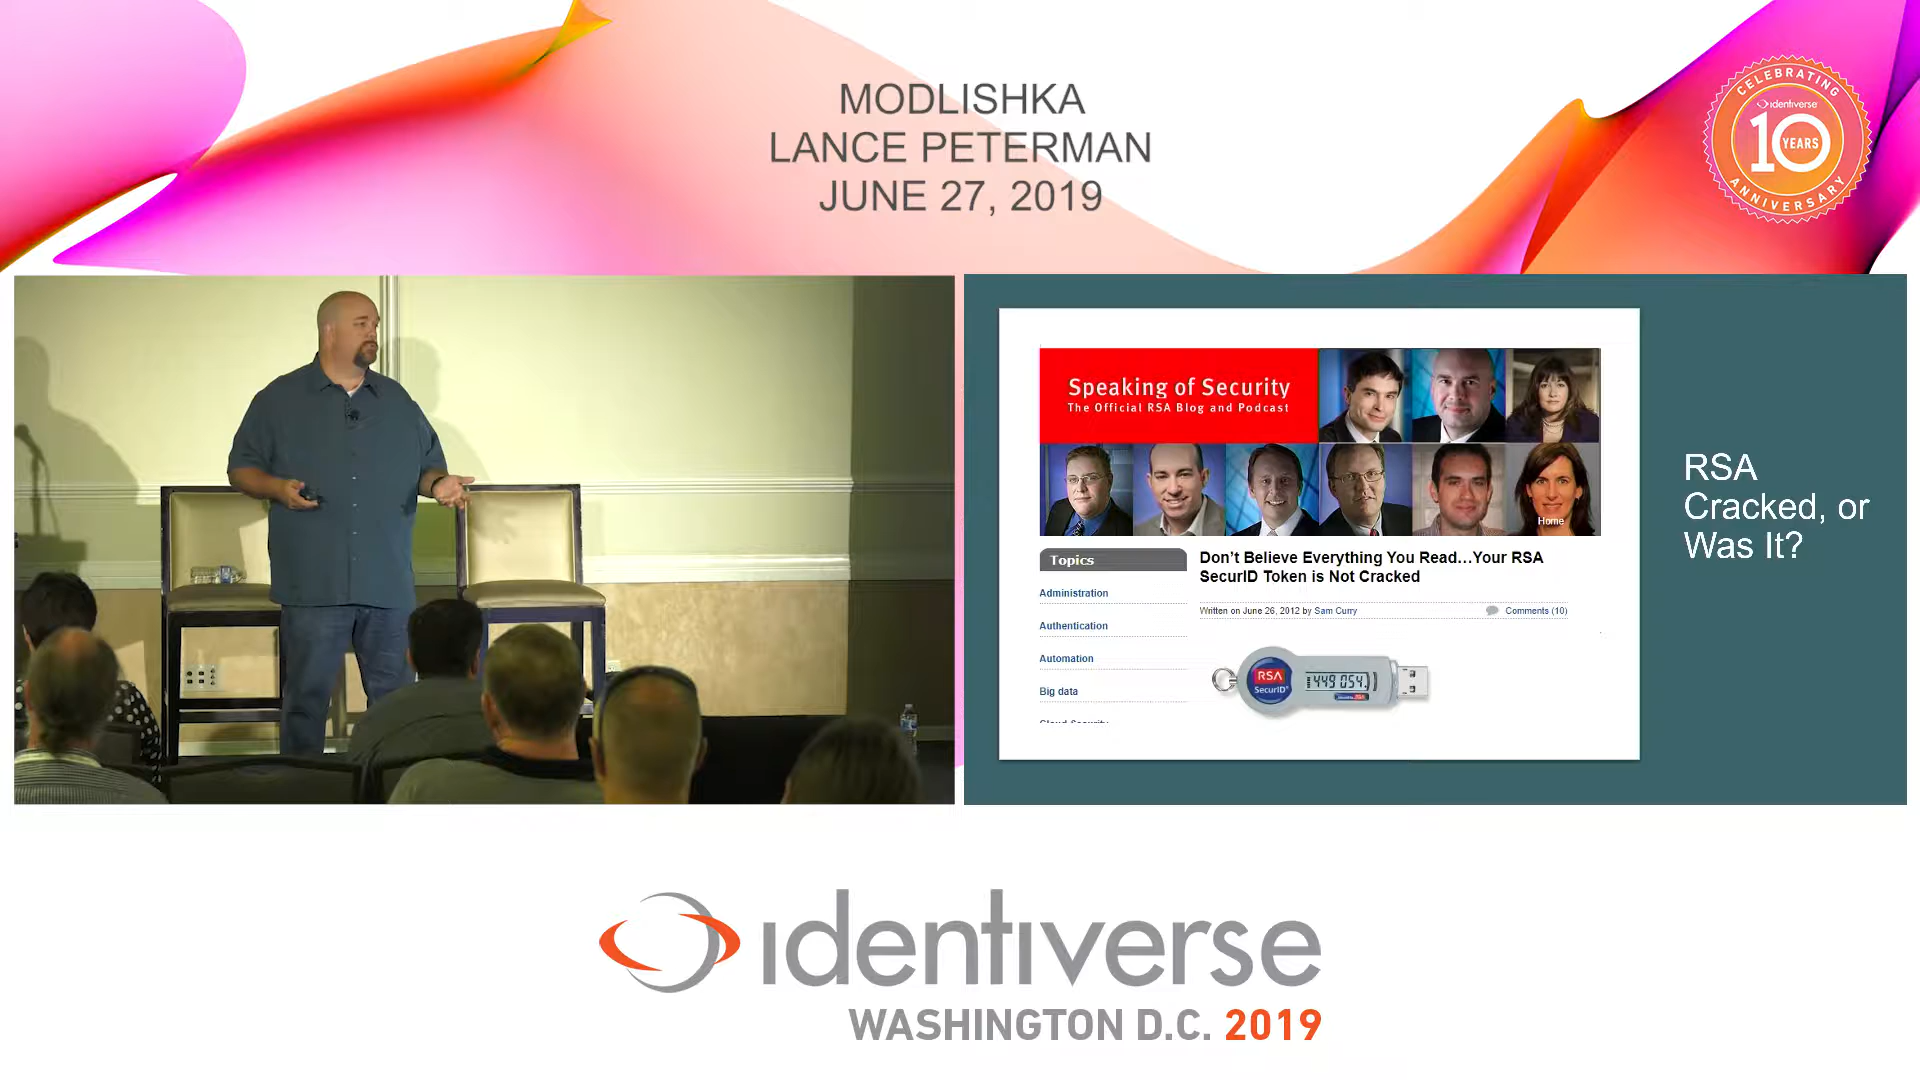 MODLISHKA
LANCE PETERMAN
JUNE 27, 2019
CELEBRATING
identiverse
10 YEARS
ANNIVERSARY
Speaking of Security
The Official RSA Blog and Podcast
Home
Topics
Administration
Authentication
Automation
Big data
Cloud Security
Don't Believe Everything You Read...Your RSA
SecurID Token is Not Cracked
Written on June 26, 2012 by Sam Curry
Comments (10)
RSA
SecurID
449 054
RSA
Cracked, or
Was It?
identiverse
WASHINGTON D.C. 2019